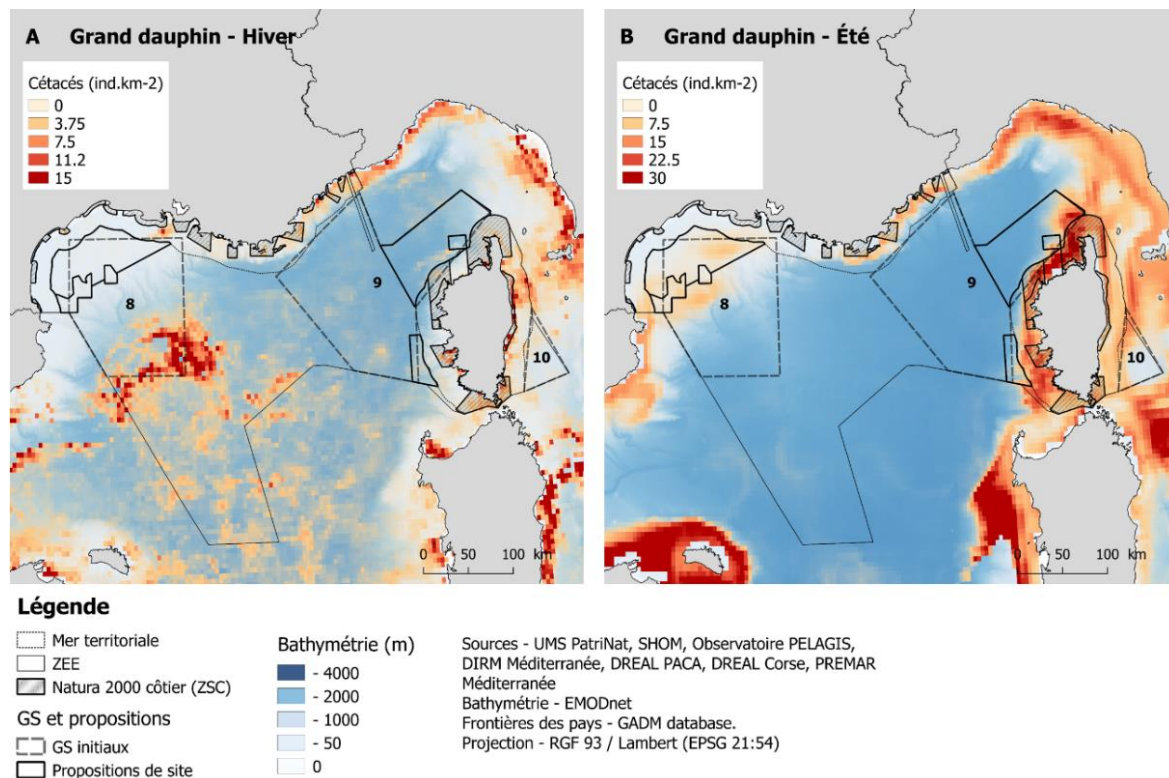 A Grand dauphin - Hiver
Cétacés (ind.km-2)
0
3.75
7.5
11.2
15
8
9
10
0 50 100 km
B Grand dauphin - Été
Cétacés (ind.km-2)
0
7.5
15
22.5
30
8
9
10
0 50 100 km
Légende
Mer territoriale
ZEE
Natura 2000 côtier (ZSC)
GS et propositions
GS initiaux
Propositions de site
Bathymétrie (m)
- 4000
- 2000
- 1000
- 50
0
Sources - UMS PatriNat, SHOM, Observatoire PELAGIS,
DIRM Méditerranée, DREAL PACA, DREAL Corse, PREMAR
Méditerranée
Bathymétrie - EMODnet
Frontières des pays - GADM database.
Projection - RGF 93 / Lambert (EPSG 21:54)